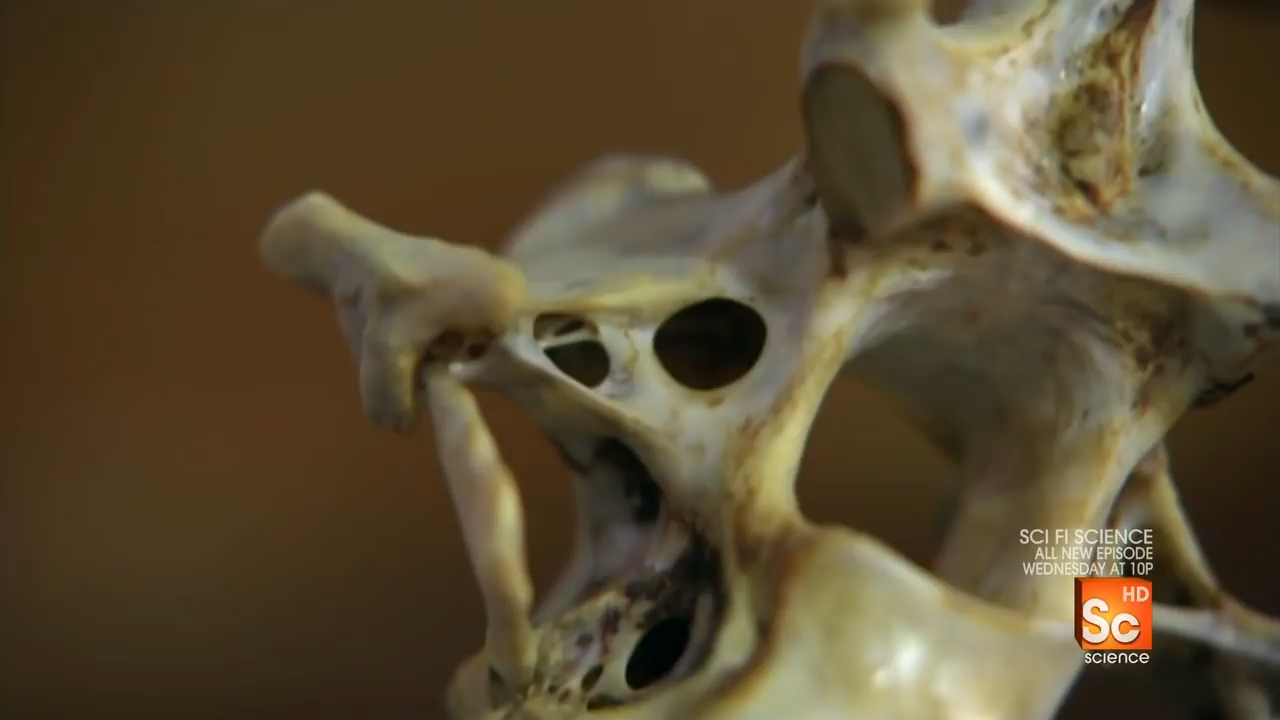 SCI FI SCIENCE
ALL NEW EPISODE
WEDNESDAY AT 10P
HD
Sc
science